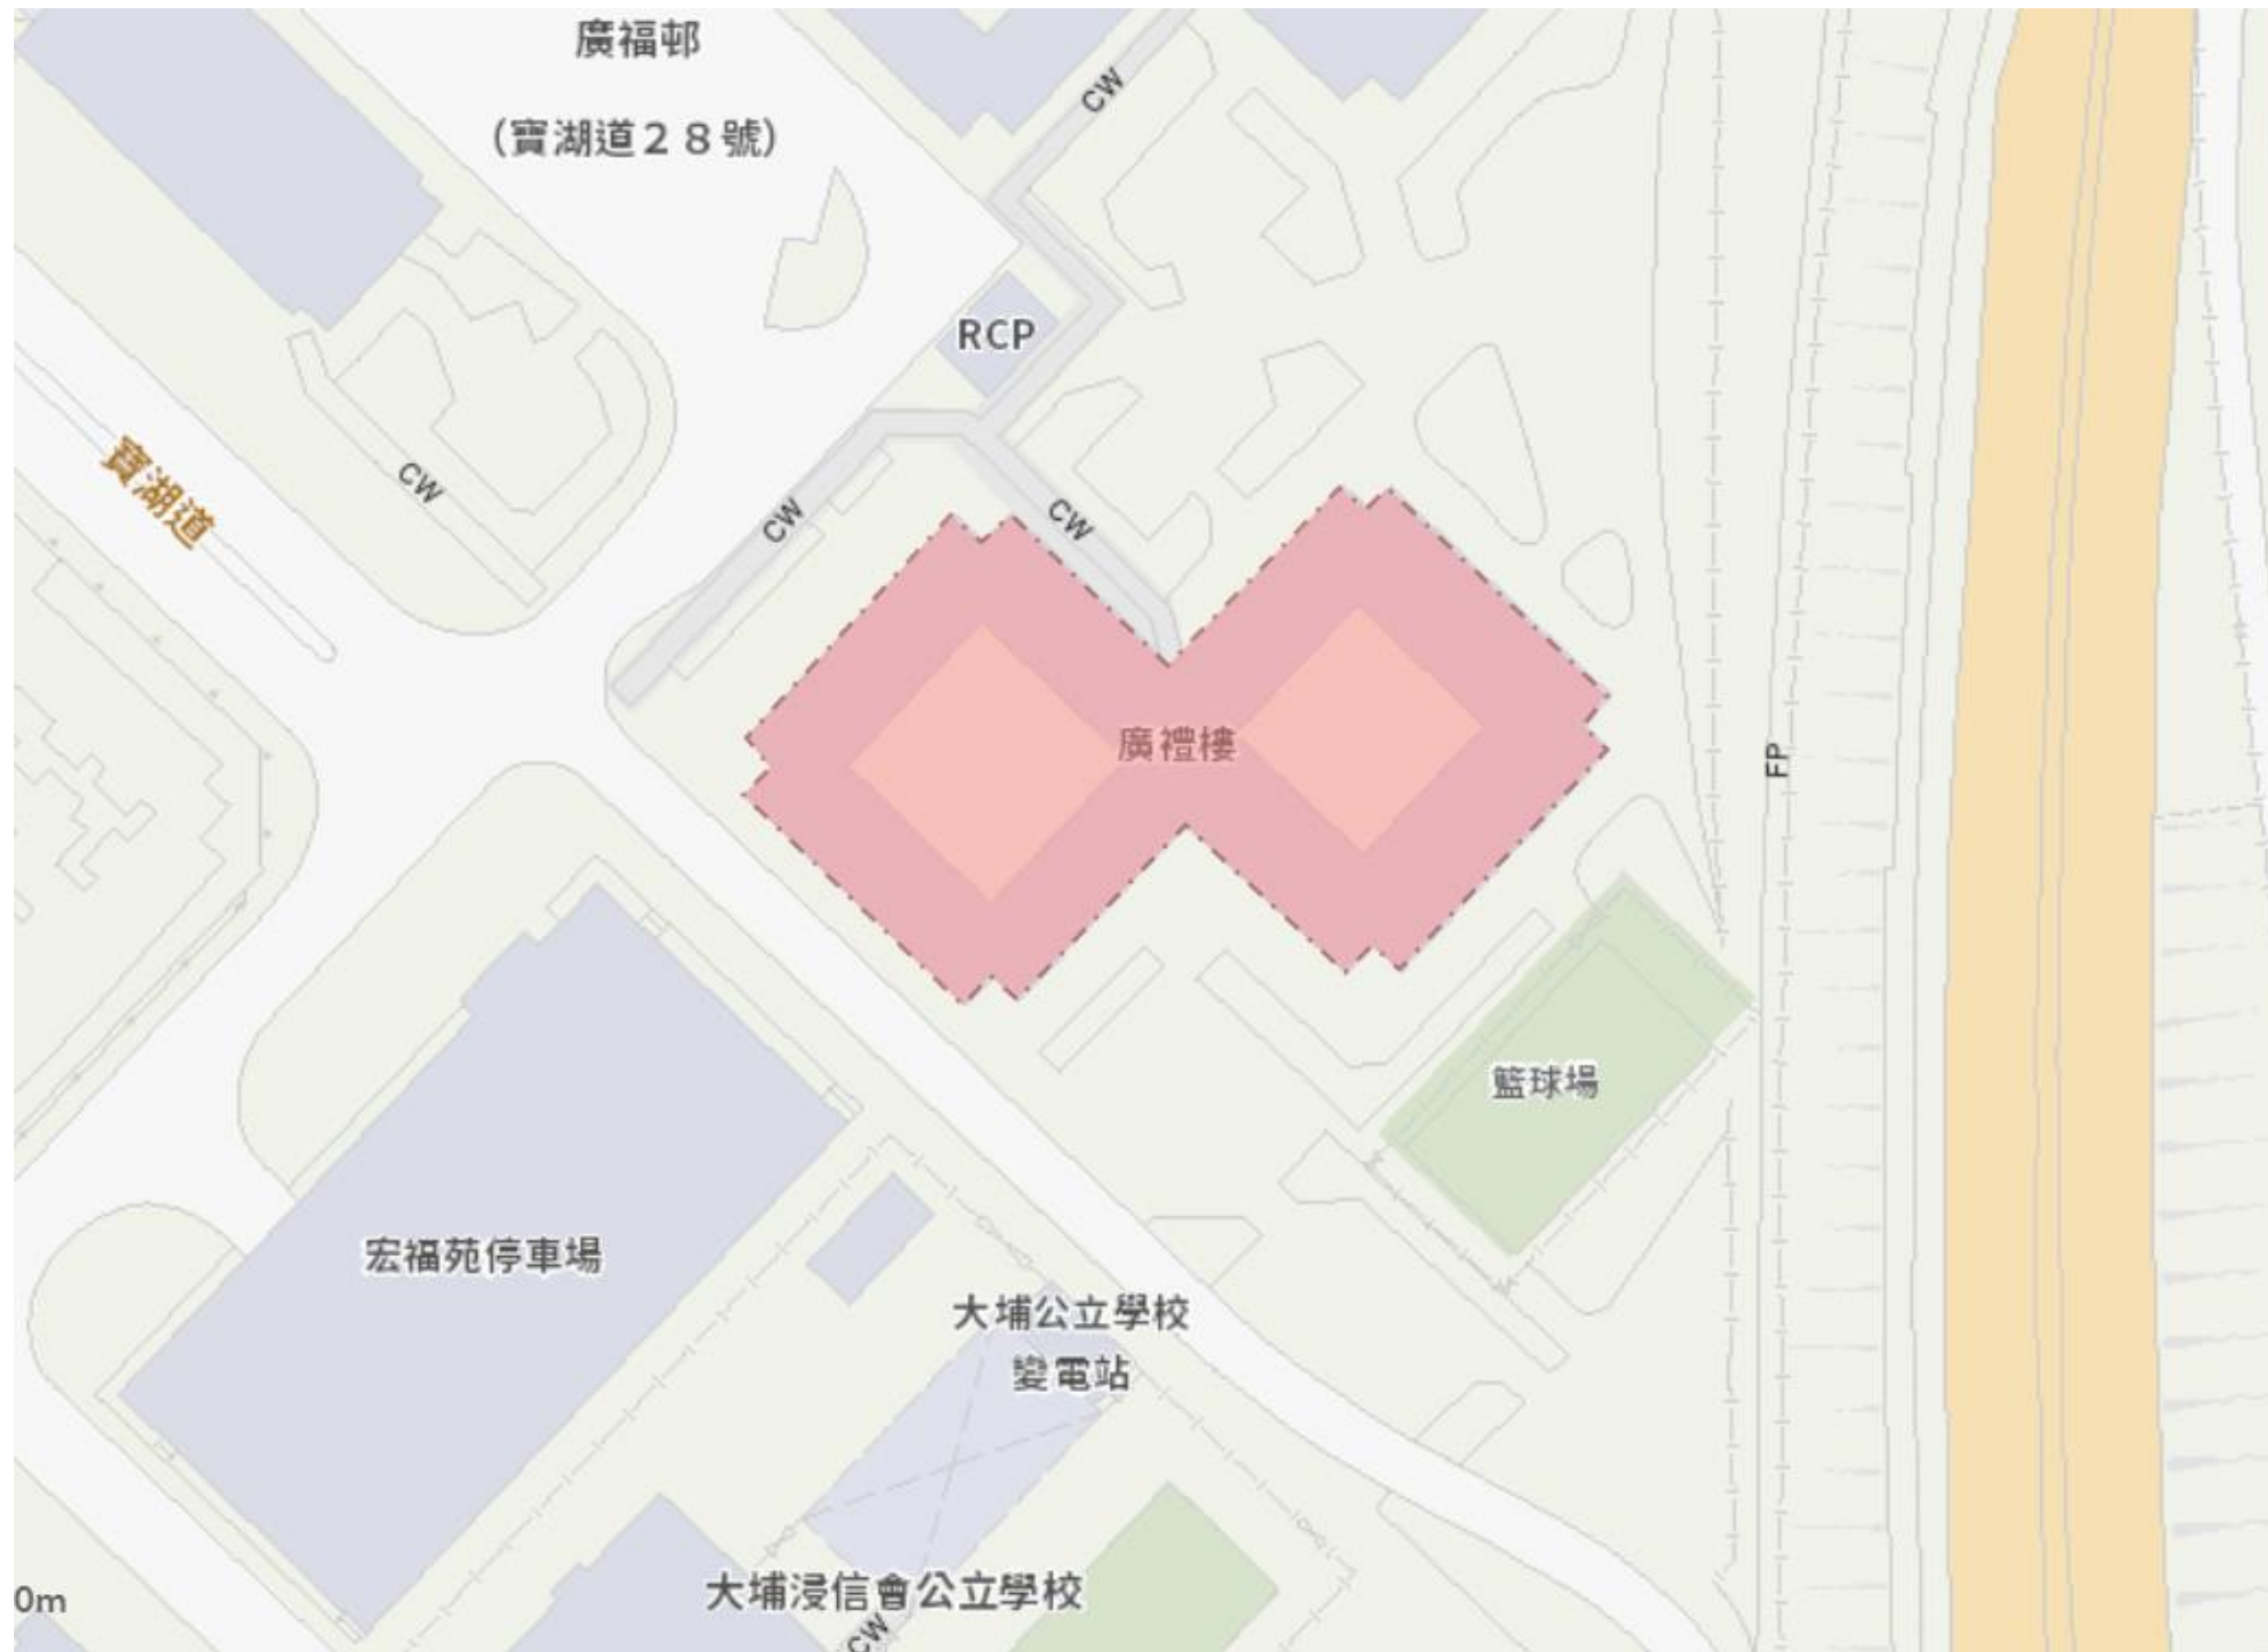 廣福邨
CW
(寶湖道２８號)
RCP
寶湖道
CW
CW
CW
廣禮樓
FP
籃球場
宏福苑停車場
大埔公立學校
變電站
大埔浸信會公立學校
0m
CW